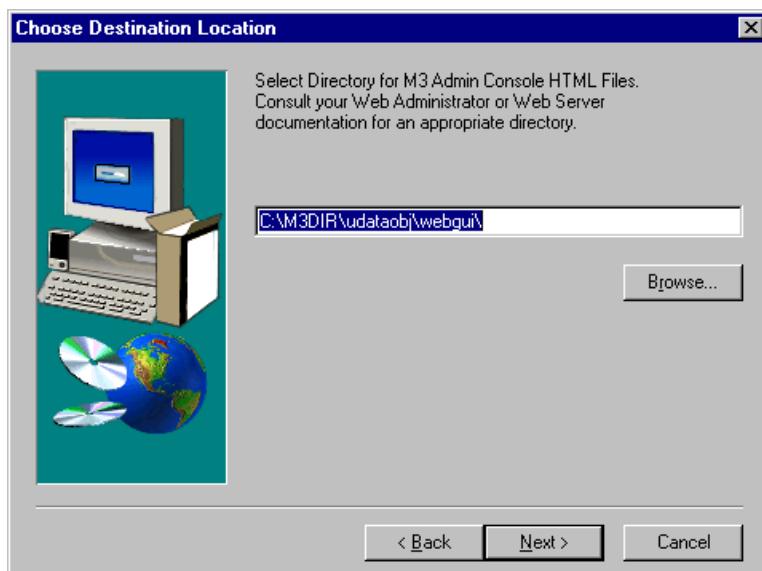 Choose Destination Location
Select Directory for M3 Admin Console HTML Files.
Consult your Web Administrator or Web Server
documentation for an appropriate directory.
C:\M3DIR\udataobj\webgui\
Browse...
< Back
Next >
Cancel